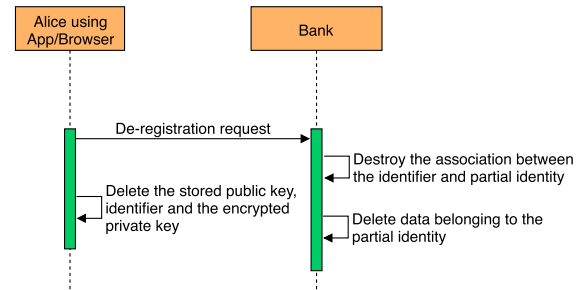 Alice using
App/Browser
Bank
De-registration request
Destroy the association between
the identifier and partial identity
Delete the stored public key,
identifier and the encrypted
private key
Delete data belonging to the
partial identity